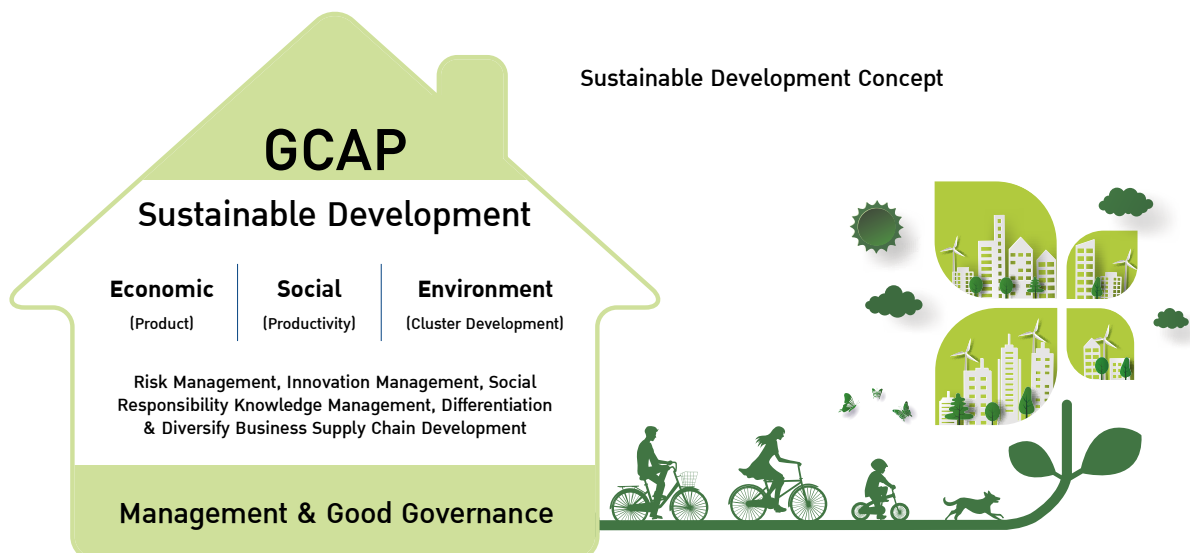 Sustainable Development Concept
GCAP
Sustainable Development
Economic
(Product)
Social
(Productivity)
Environment
(Cluster Development)
Risk Management, Innovation Management, Social
Responsibility Knowledge Management, Differentiation
& Diversify Business Supply Chain Development
Management & Good Governance